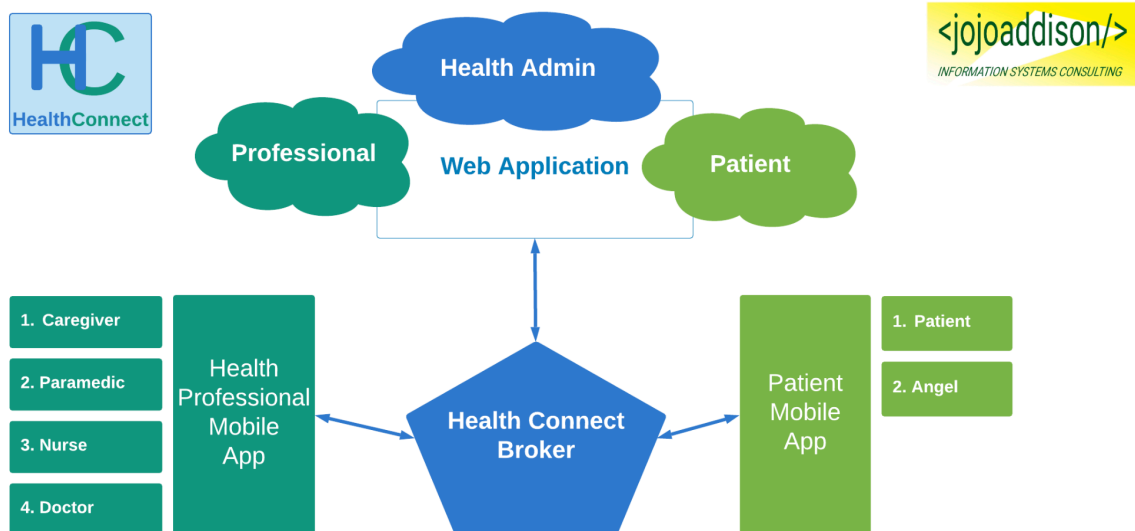 HC
HealthConnect
Health Admin
<jojoaddison/>
INFORMATION SYSTEMS CONSULTING
Professional
Web Application
Patient
1. Caregiver
2. Paramedic
3. Nurse
4. Doctor
Health
Professional
Mobile
App
Health Connect
Broker
Patient
Mobile
App
1. Patient
2. Angel